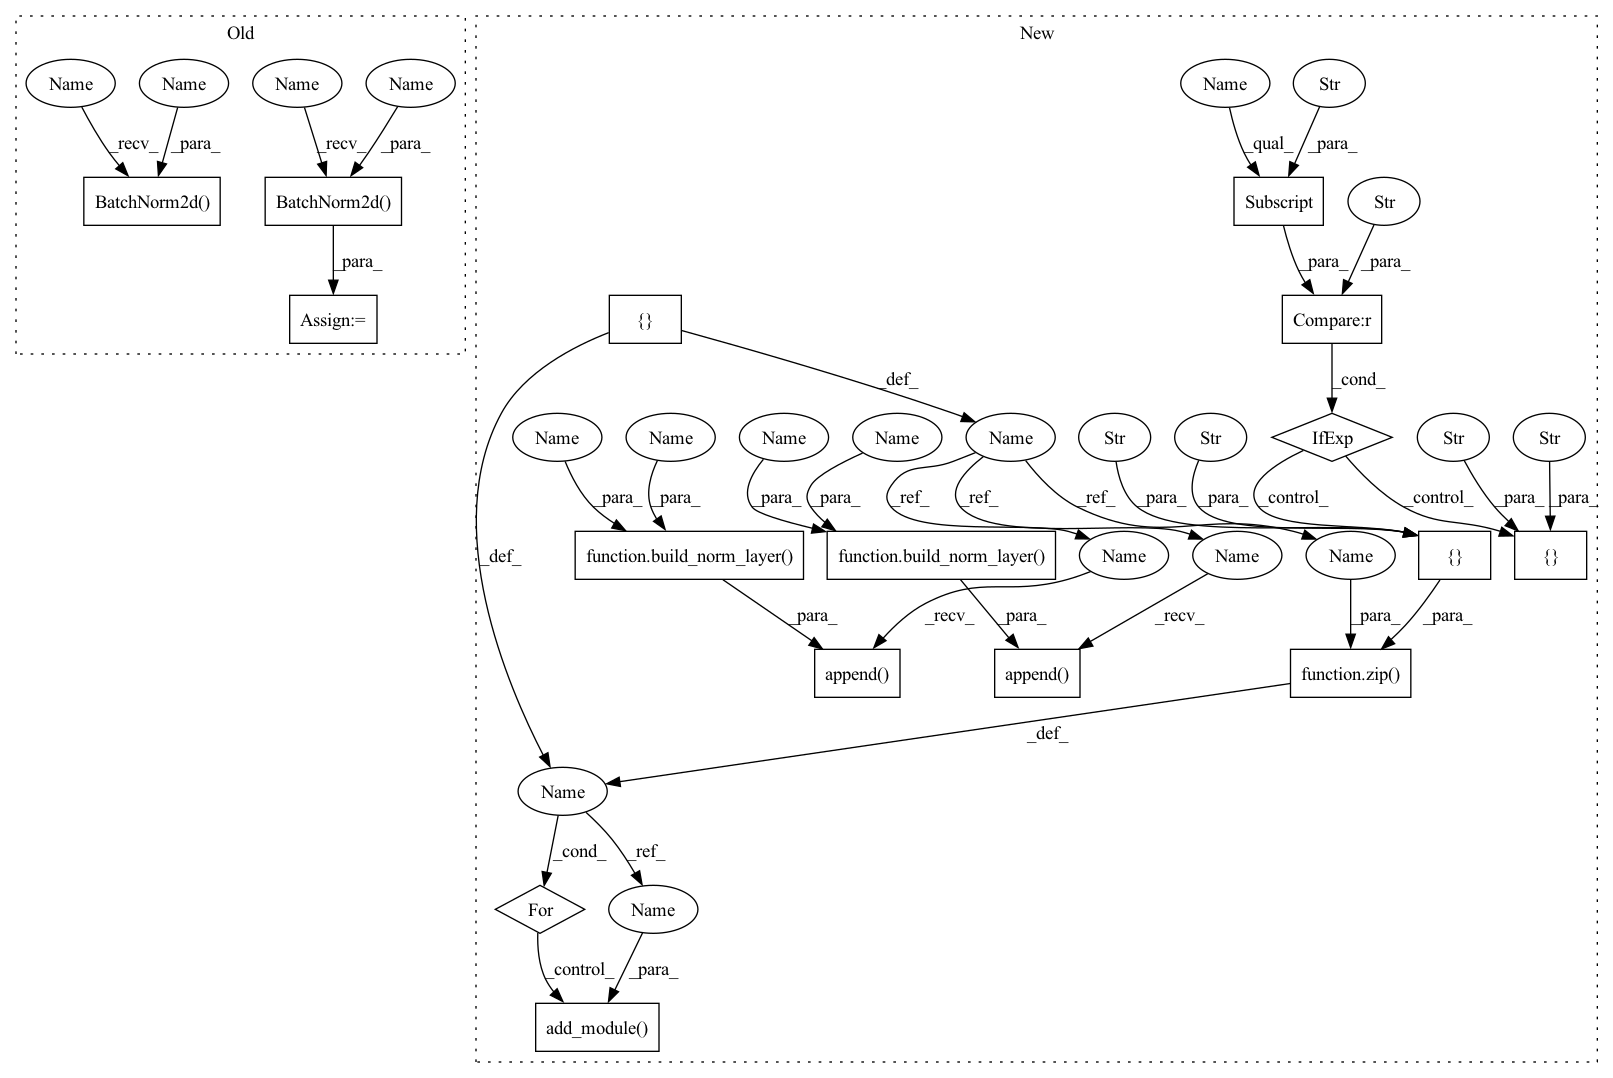 Old
New
Name
Name
Name
Name
Name
Str
_recv_
_para_
_recv_
_para_
_qual_
_para_
BatchNorm2d()
BatchNorm2d()
Subscript
Str
_para_
_para_
_para_
Assign:=
{}
Compare:r
_def_
_cond_
Name
Name
Name
Name
Name
Str
Str
IfExp
Str
Str
_para_
_para_
_para_
_para_
_ref_
_ref_
_ref_
_para_
_para_
_control_
_control_
_para_
_para_
_def_
function.build_norm_layer()
function.build_norm_layer()
Name
Name
Name
{}
{}
_para_
_recv_
_para_
_recv_
_para_
_para_
append()
append()
function.zip()
_def_
Name
_cond_
_ref_
For
Name
_control_
_para_
add_module()